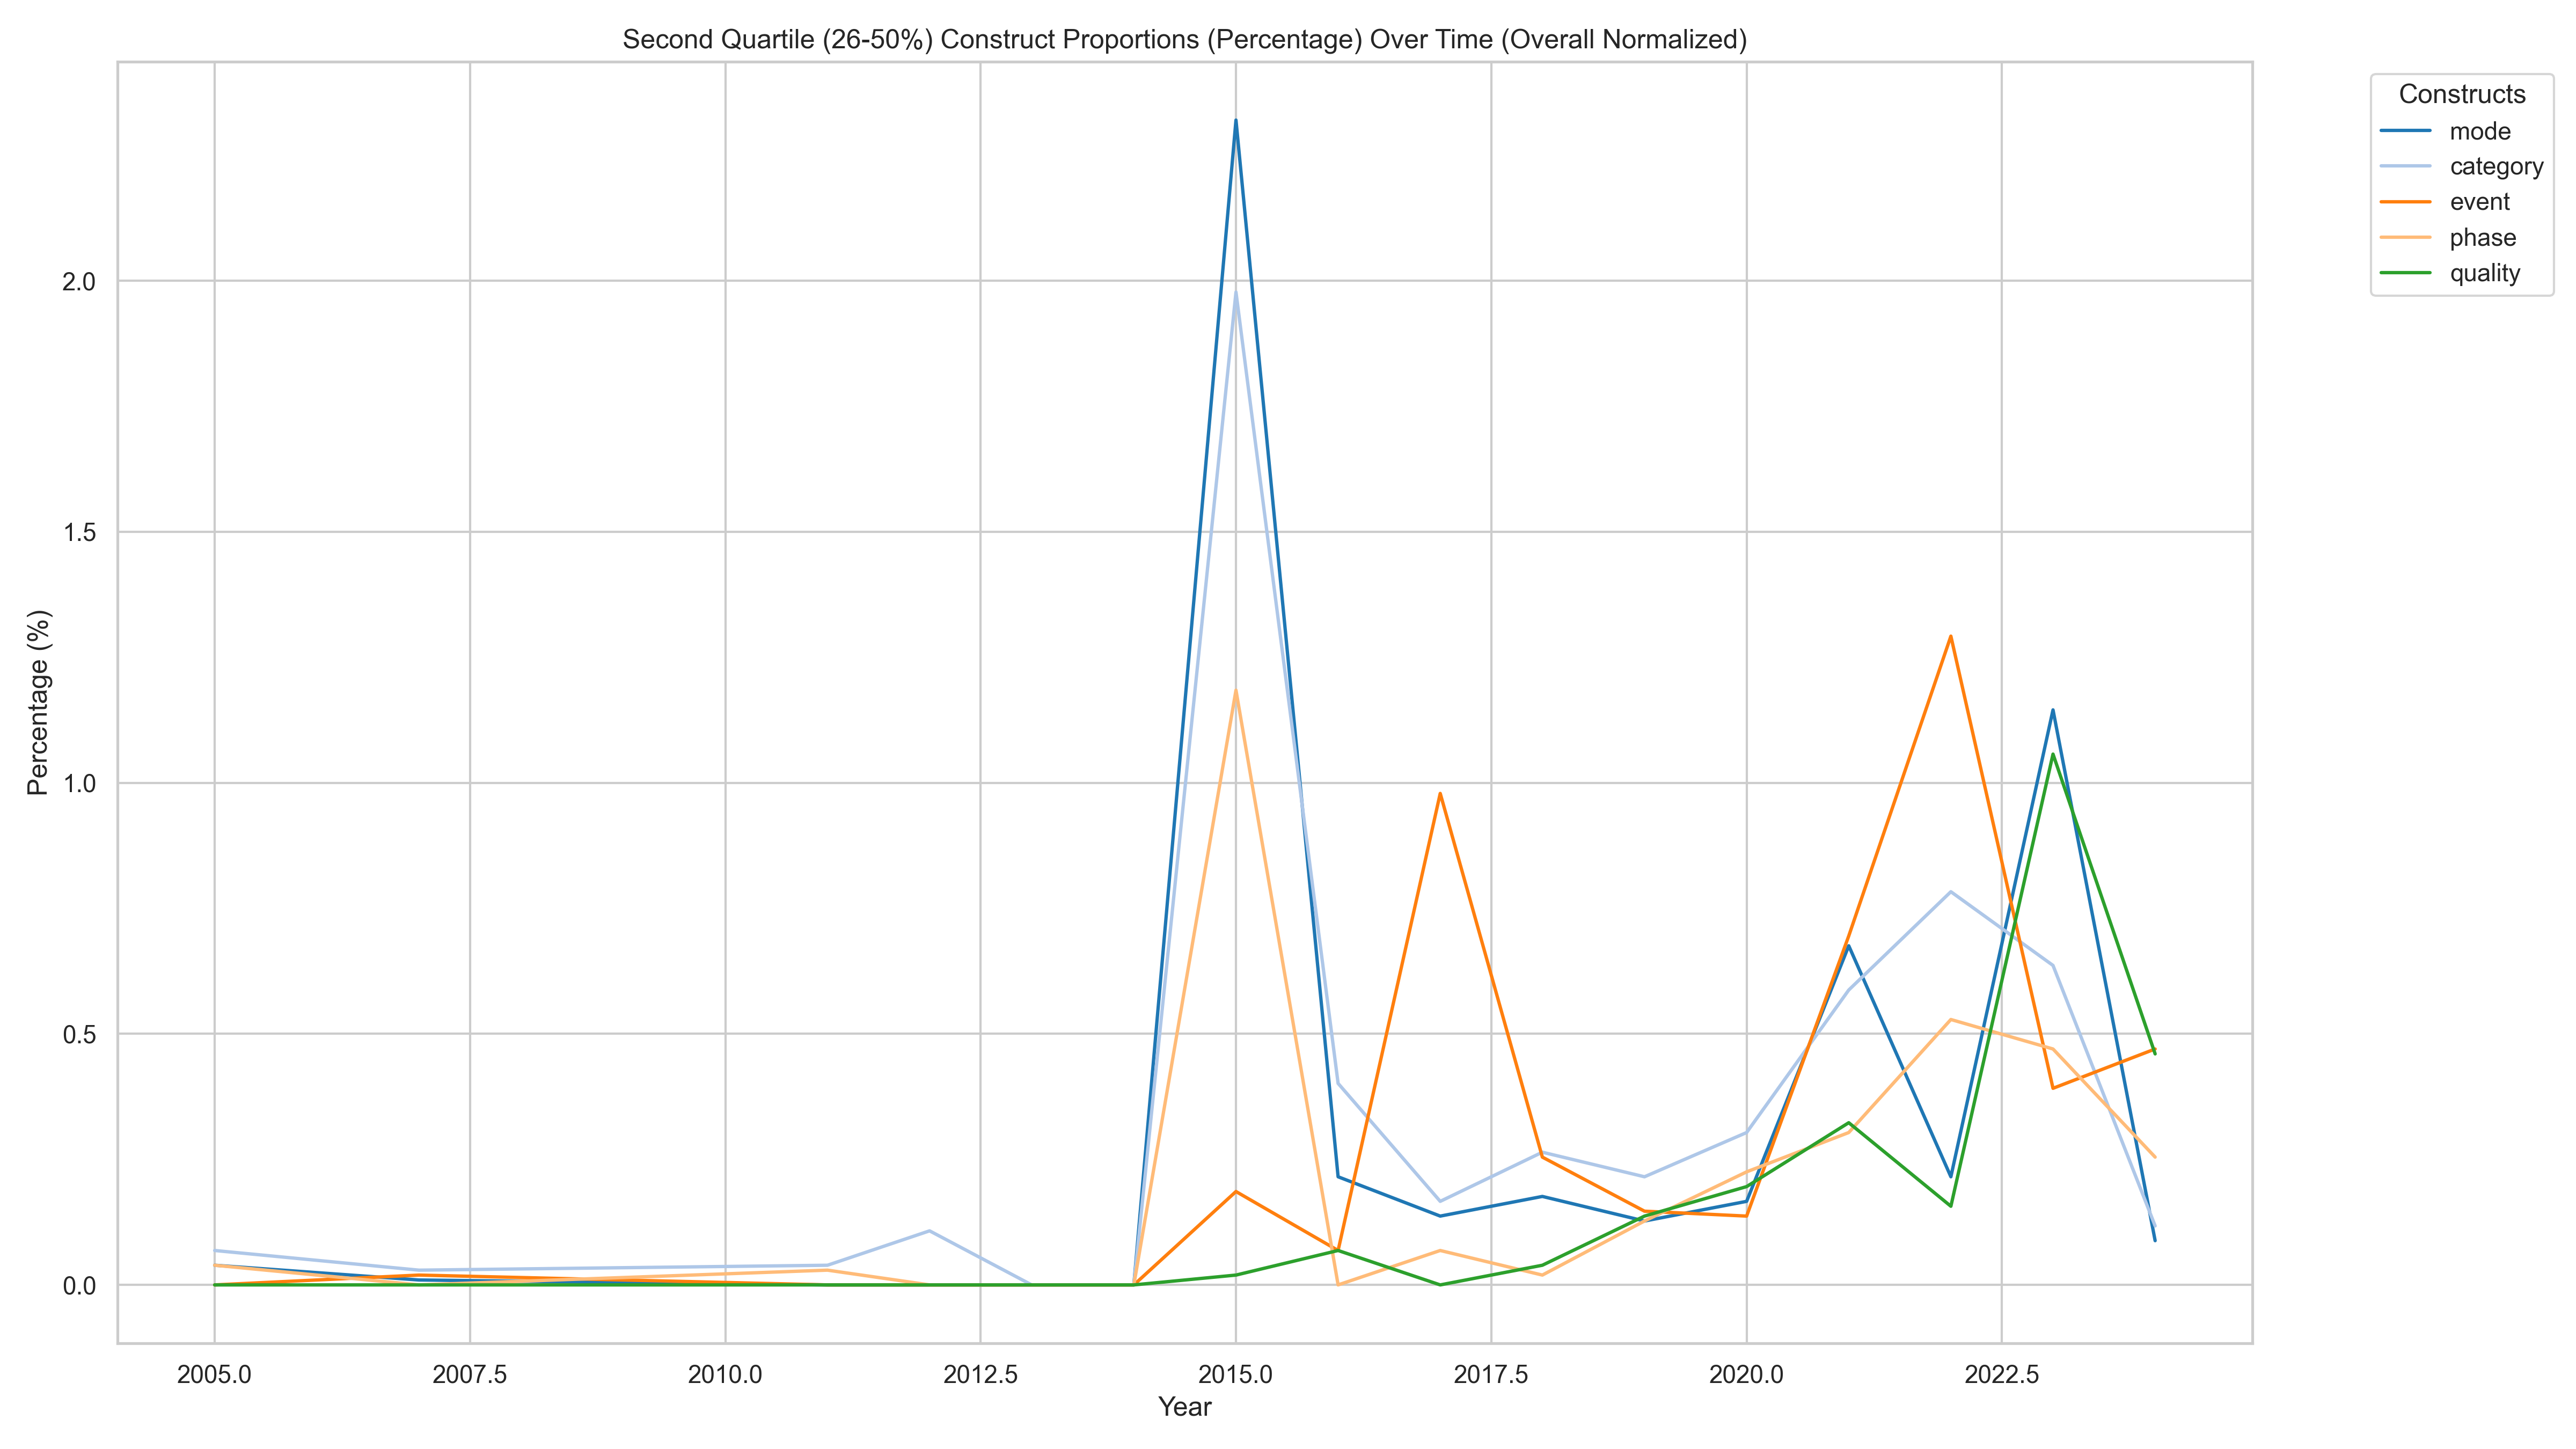 Second Quartile (26-50%) Construct Proportions (Percentage) Over Time (Overall Normalized)
Constructs
mode
category
event
phase
quality
Percentage (%)
2.0
1.5
1.0
0.5
0.0
2005.0 2007.5 2010.0 2012.5 2015.0 2017.5 2020.0 2022.5
Year